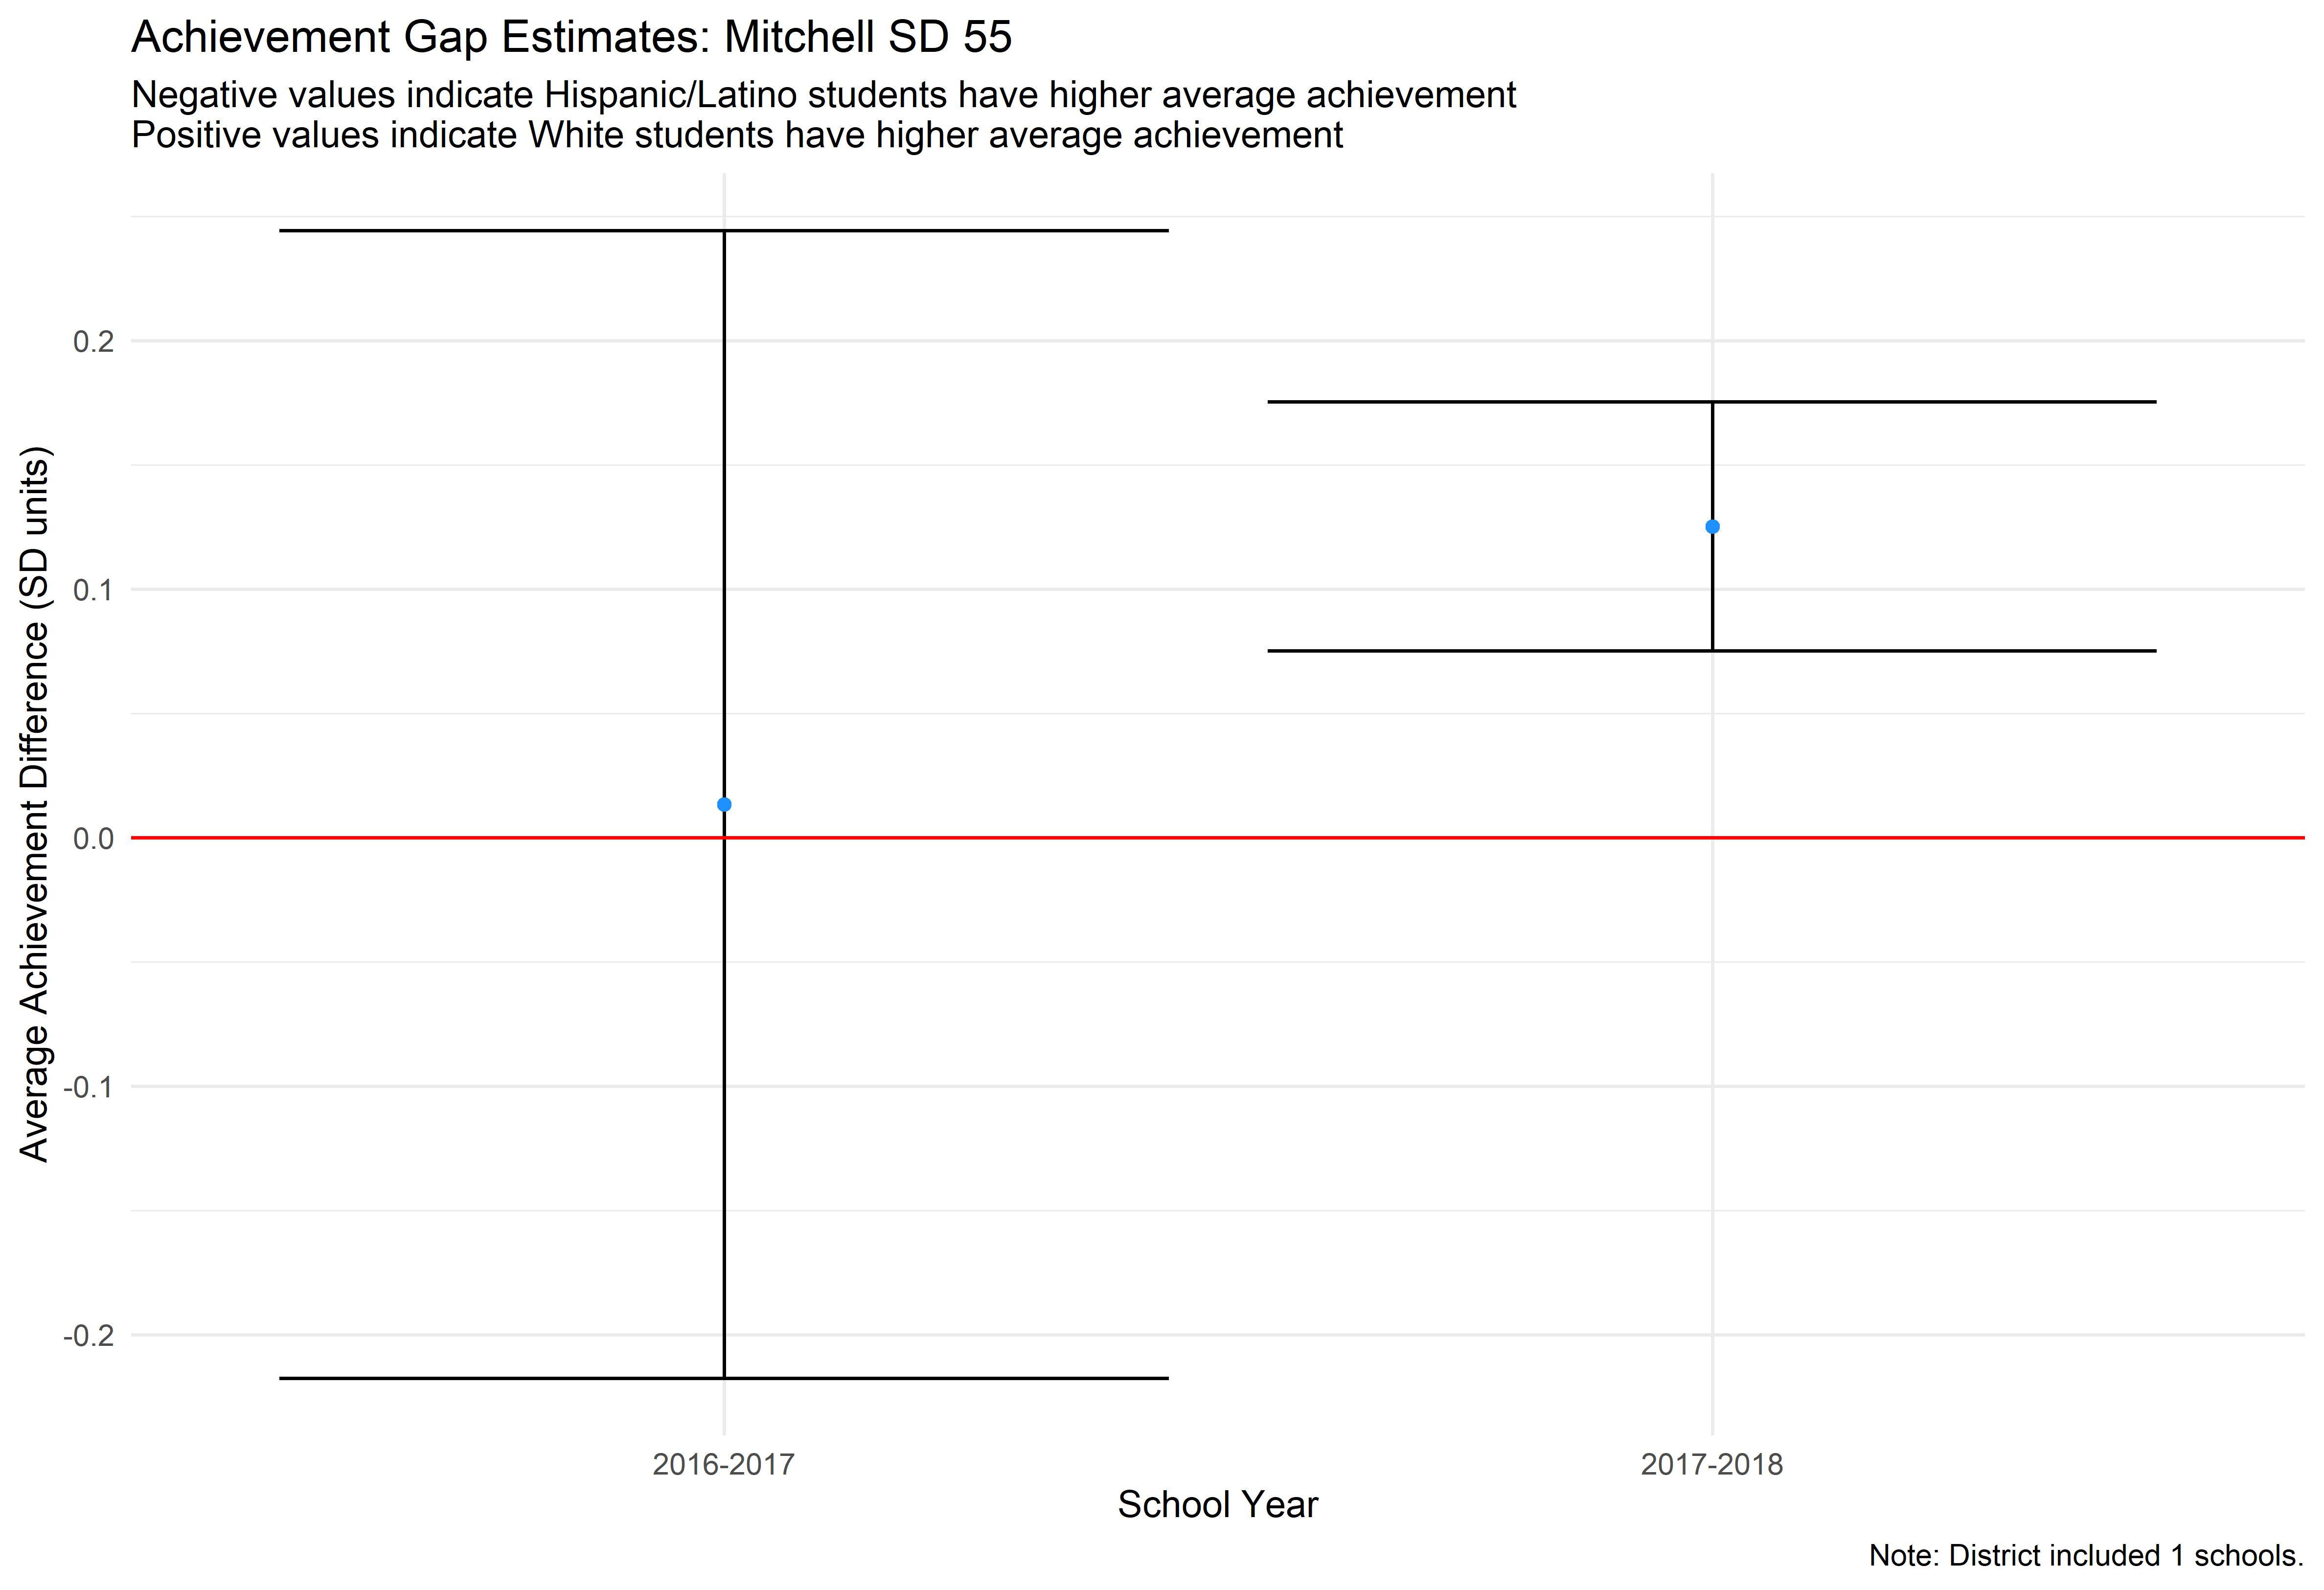 Achievement Gap Estimates: Mitchell SD 55
Negative values indicate Hispanic/Latino students have higher average achievement
Positive values indicate White students have higher average achievement
Average Achievement Difference (SD units)
0.2
0.1
0.0
-0.1
-0.2
2016-2017
2017-2018
School Year
Note: District included 1 schools.